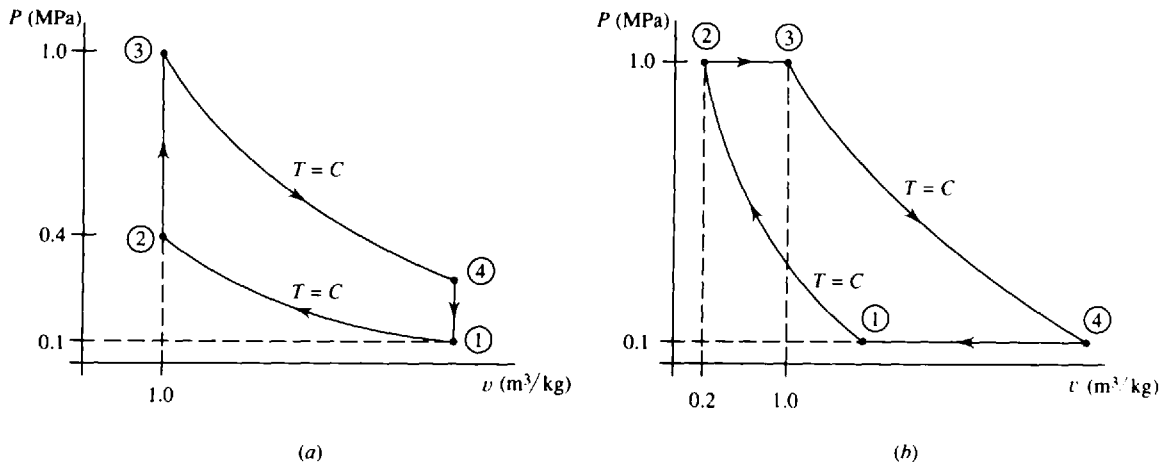 P (MPa)
1.0
③
T = C
0.4
②
④
T = C
①
0.1
1.0
υ (m³/kg)
(a)
P (MPa)
②
③
1.0
T = C
T = C
①
④
0.1
0.2
1.0
υ (m³/kg)
(b)